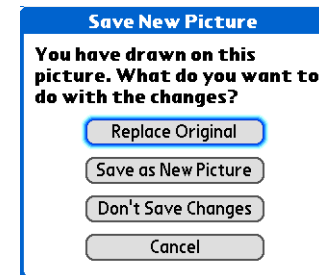 Save New Picture
You have drawn on this
picture. What do you want to
do with the changes?
Replace Original
Save as New Picture
Don't Save Changes
Cancel